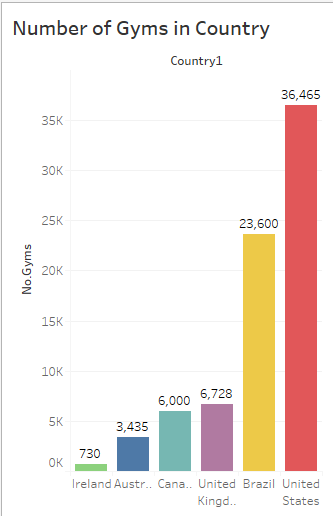 Number of Gyms in Country
Country1
36,465
35K
30K
25K
23,600
No.Gyms
20K
15K
10K
6,000 6,728
5K
3,435
730
0K
Ireland Austr.. Cana.. United Brazil United
Kingd.. States